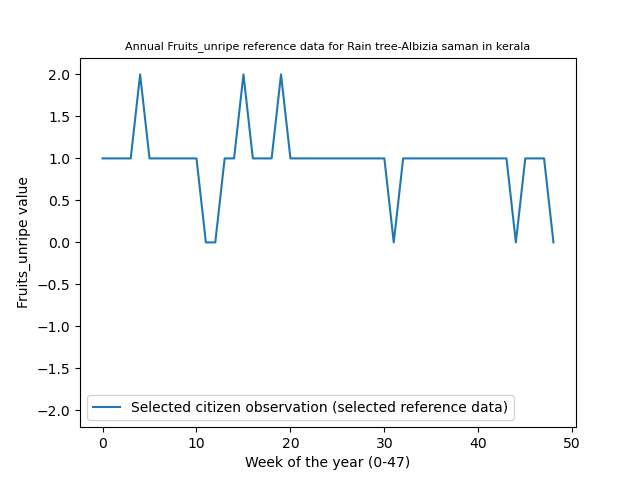 Annual Fruits_unripe reference data for Rain tree-Albizia saman in kerala
2.0
1.5
1.0
0.5
0.0
−0.5
−1.0
−1.5
−2.0
Fruits_unripe value
Selected citizen observation (selected reference data)
0 10 20 30 40 50
Week of the year (0-47)